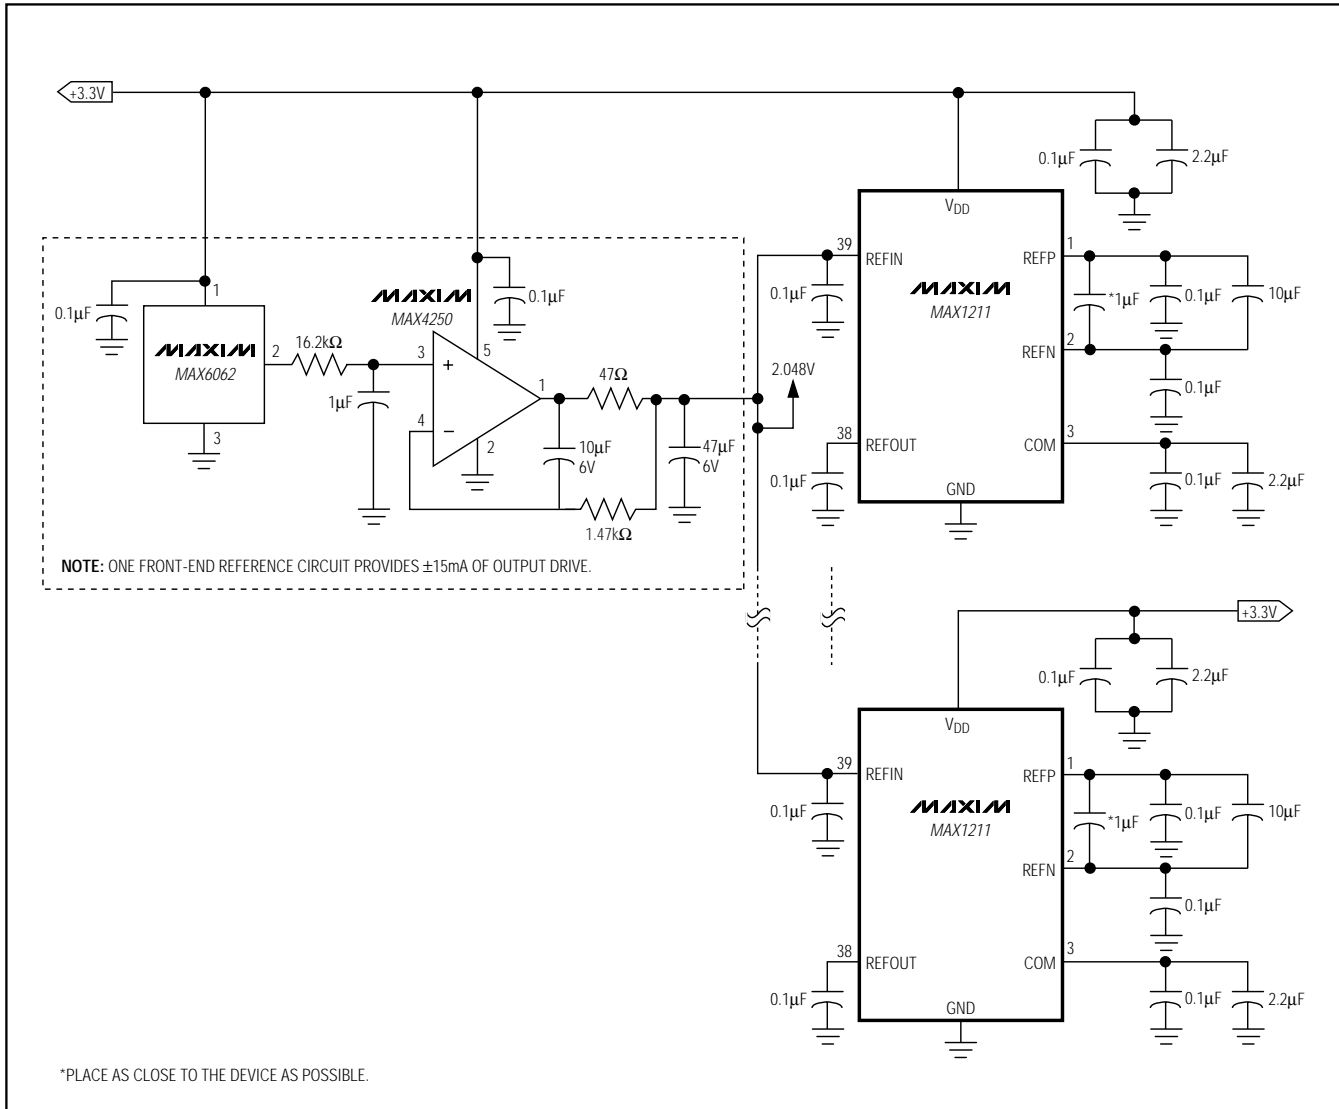 +3.3V
0.1µF
2.2µF
VDD
39
REFIN
0.1µF
MAXIM
MAX1211
REFP
1
*1µF
0.1µF
10µF
REFN
2
0.1µF
38
REFOUT
0.1µF
COM
3
0.1µF
2.2µF
GND
0.1µF
1
MAXIM
MAX6062
2
3
16.2kΩ
1µF
MAXIM
MAX4250
0.1µF
3
+
5
4
−
2
1
47Ω
10µF
6V
1.47kΩ
47µF
6V
2.048V
NOTE: ONE FRONT-END REFERENCE CIRCUIT PROVIDES ±15mA OF OUTPUT DRIVE.
+3.3V
0.1µF
2.2µF
VDD
39
REFIN
0.1µF
MAXIM
MAX1211
REFP
1
*1µF
0.1µF
10µF
REFN
2
0.1µF
38
REFOUT
0.1µF
COM
3
0.1µF
2.2µF
GND
*PLACE AS CLOSE TO THE DEVICE AS POSSIBLE.